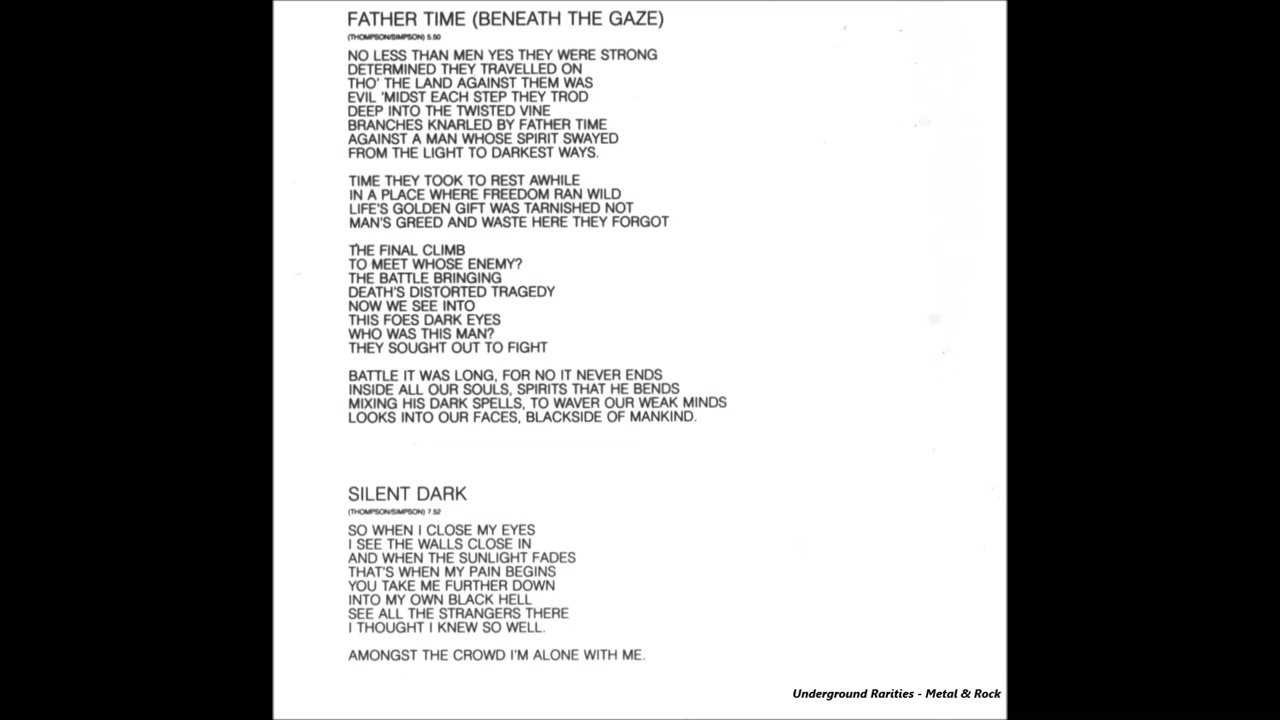 FATHER TIME (BENEATH THE GAZE)
(THOMPSON/SIMPSON) 5.50
NO LESS THAN MEN YES THEY WERE STRONG
DETERMINED THEY TRAVELLED ON
THO' THE LAND AGAINST THEM WAS
EVIL 'MIDST EACH STEP THEY TROD
DEEP INTO THE TWISTED VINE
BRANCHES KNARLED BY FATHER TIME
AGAINST A MAN WHOSE SPIRIT SWAYED
FROM THE LIGHT TO DARKEST WAYS.
TIME THEY TOOK TO REST AWHILE
IN A PLACE WHERE FREEDOM RAN WILD
LIFE'S GOLDEN GIFT WAS TARNISHED NOT
MAN'S GREED AND WASTE HERE THEY FORGOT
THE FINAL CLIMB
TO MEET WHOSE ENEMY?
THE BATTLE BRINGING
DEATH'S DISTORTED TRAGEDY
NOW WE SEE INTO
THIS FOES DARK EYES
WHO WAS THIS MAN?
THEY SOUGHT OUT TO FIGHT
BATTLE IT WAS LONG, FOR NO IT NEVER ENDS
INSIDE ALL OUR SOULS, SPIRITS THAT HE BENDS
MIXING HIS DARK SPELLS, TO WAVER OUR WEAK MINDS
LOOKS INTO OUR FACES, BLACKSIDE OF MANKIND.
SILENT DARK
(THOMPSON/SIMPSON) 7.52
SO WHEN I CLOSE MY EYES
I SEE THE WALLS CLOSE IN
AND WHEN THE SUNLIGHT FADES
THAT'S WHEN MY PAIN BEGINS
YOU TAKE ME FURTHER DOWN
INTO MY OWN BLACK HELL
SEE ALL THE STRANGERS THERE
I THOUGHT I KNEW SO WELL.
AMONGST THE CROWD I'M ALONE WITH ME.
Underground Rarities - Metal & Rock